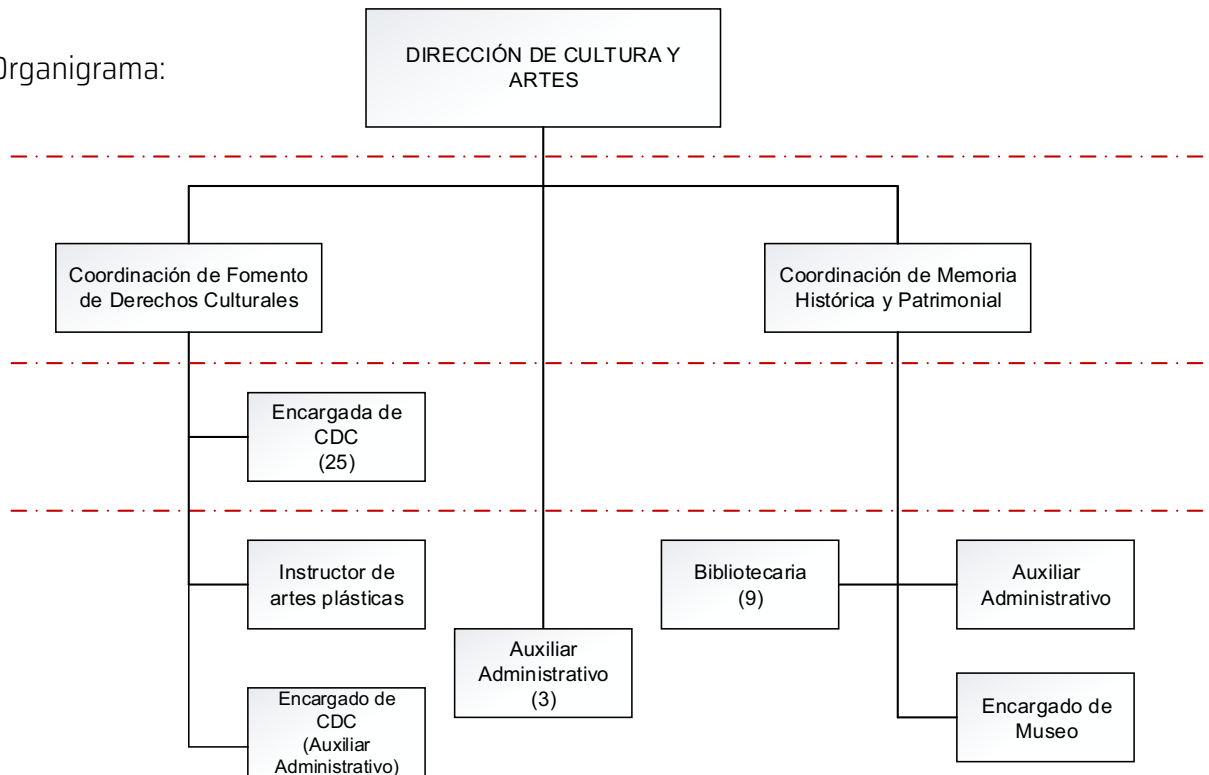 Organigrama:
DIRECCIÓN DE CULTURA Y
ARTES
Coordinación de Fomento
de Derechos Culturales
Coordinación de Memoria
Histórica y Patrimonial
Encargada de
CDC
(25)
Instructor de
artes plásticas
Bibliotecaria
(9)
Auxiliar
Administrativo
Auxiliar
Administrativo
(3)
Encargado de
CDC
(Auxiliar
Administrativo)
Encargado de
Museo